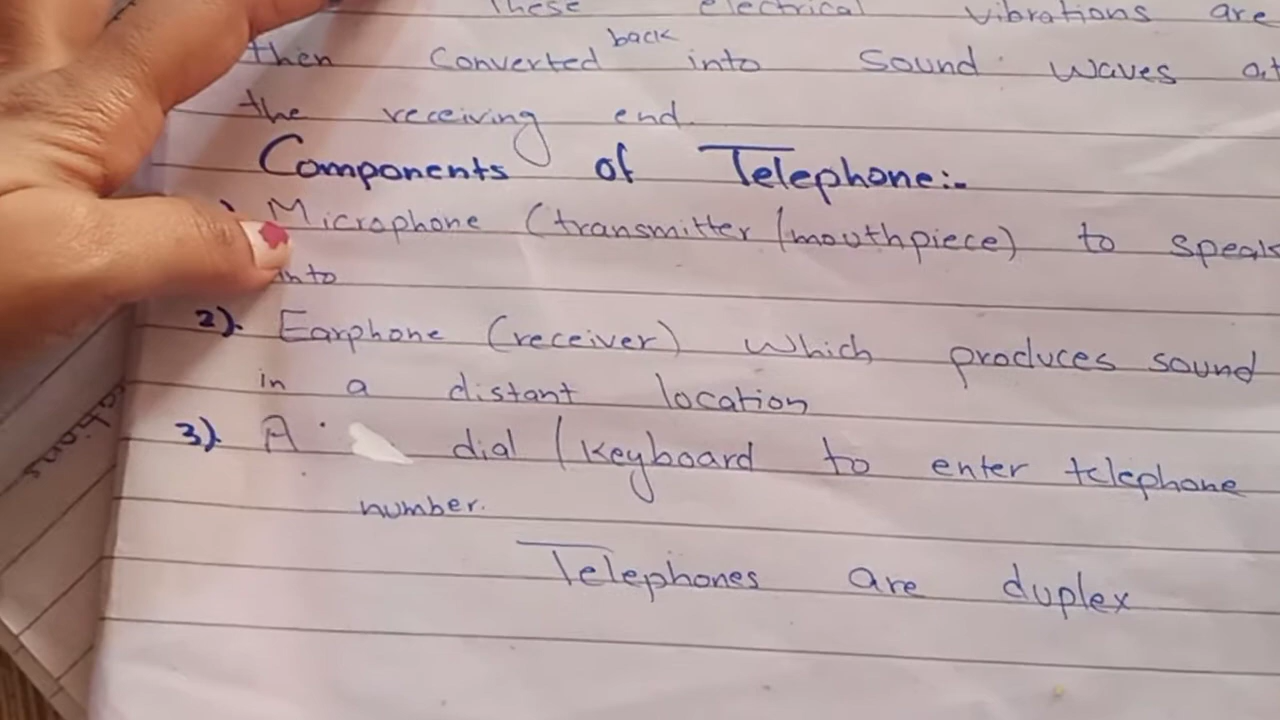 These electrical vibrations are
then converted back into sound waves at
the receiving end.
Components of Telephone:-
Microphone (transmitter/mouthpiece) to speak
into
2). Earphone (receiver) which produces sound
in a distant location
3). A dial/keyboard to enter telephone
number.
Telephones are duplex